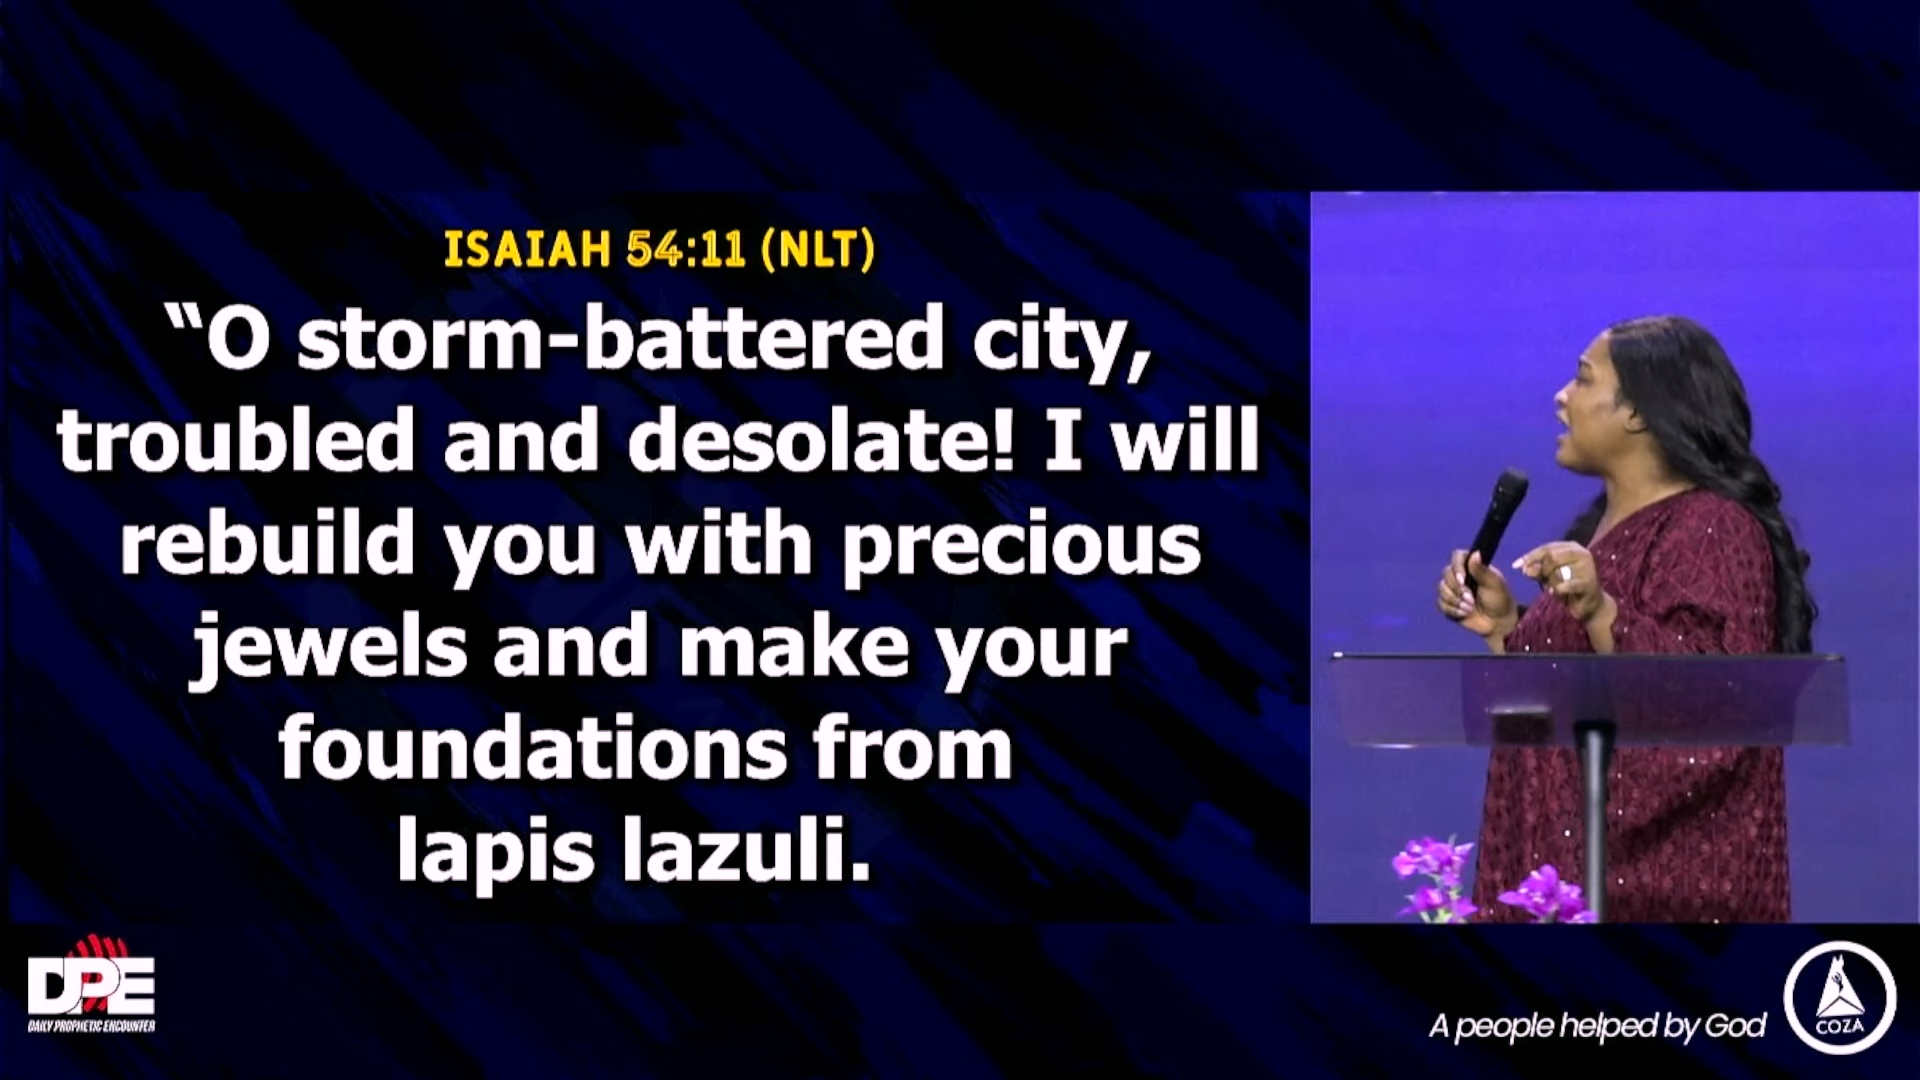 ISAIAH 54:11 (NLT)
“O storm-battered city,
troubled and desolate! I will
rebuild you with precious
jewels and make your
foundations from
lapis lazuli.
DPE
DAILY PROPHETIC ENCOUNTER
A people helped by God
COZA